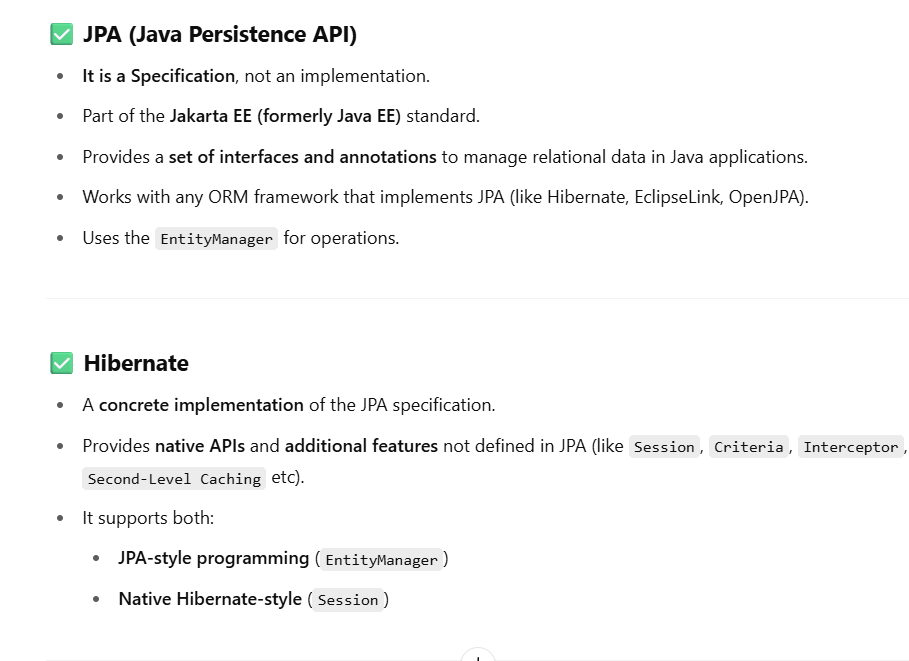 ✅ JPA (Java Persistence API)
• It is a Specification, not an implementation.
• Part of the Jakarta EE (formerly Java EE) standard.
• Provides a set of interfaces and annotations to manage relational data in Java applications.
• Works with any ORM framework that implements JPA (like Hibernate, EclipseLink, OpenJPA).
• Uses the EntityManager for operations.
✅ Hibernate
• A concrete implementation of the JPA specification.
• Provides native APIs and additional features not defined in JPA (like Session, Criteria, Interceptor,
Second-Level Caching etc).
• It supports both:
• JPA-style programming (EntityManager)
• Native Hibernate-style (Session)